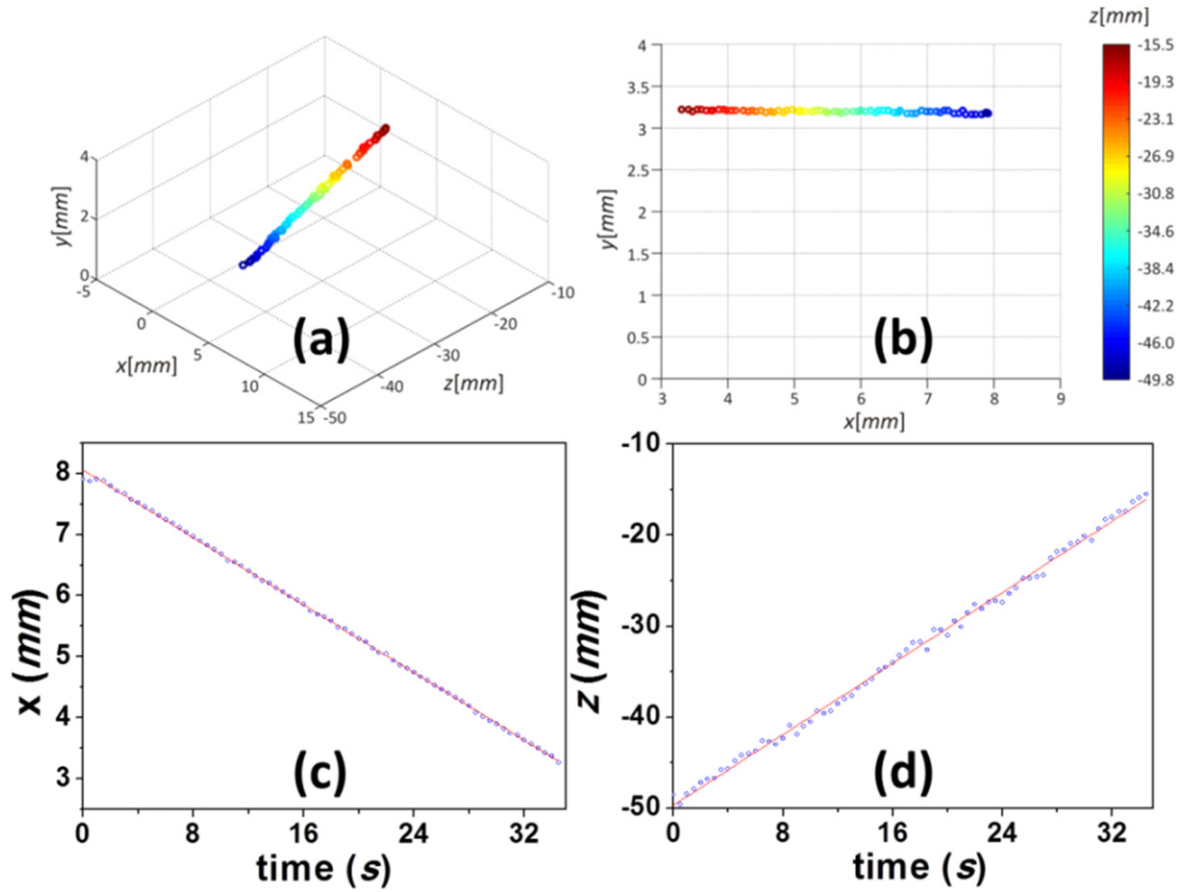 4
2
0
y[mm]
-5
0
5
10
15
x[mm]
-50
-40
-30
-20
-10
z[mm]
(a)
4
3.5
3
2.5
2
1.5
1
0.5
0
y[mm]
3 4 5 6 7 8 9
x[mm]
(b)
z[mm]
-15.5
-19.3
-23.1
-26.9
-30.8
-34.6
-38.4
-42.2
-46.0
-49.8
8
7
6
5
4
3
x (mm)
0 8 16 24 32
time (s)
(c)
-10
-20
-30
-40
-50
z (mm)
0 8 16 24 32
time (s)
(d)